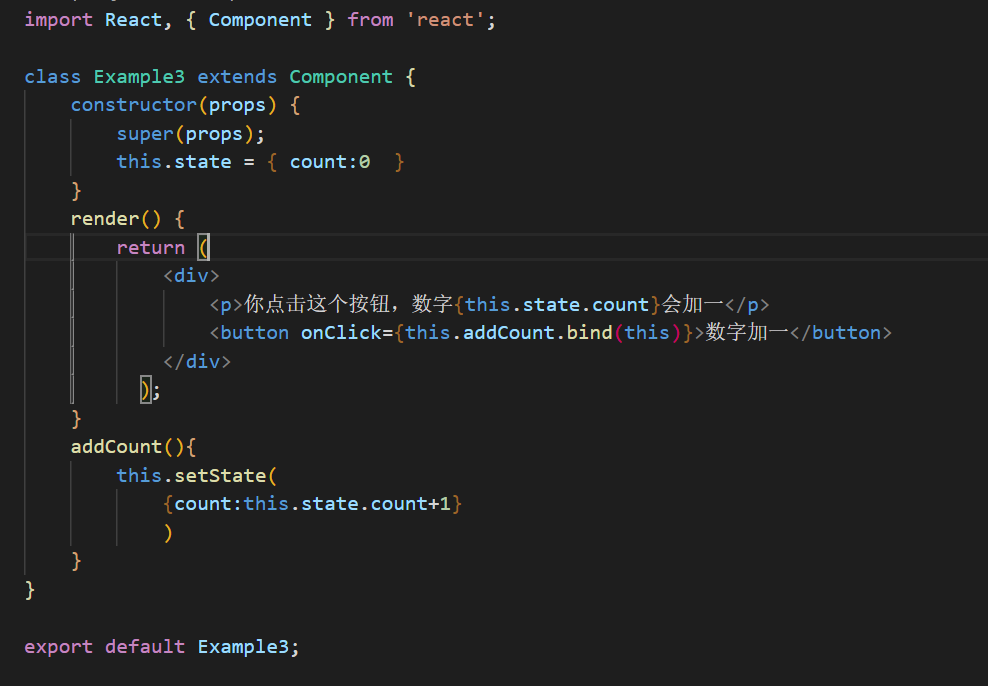 import React, { Component } from 'react';
class Example3 extends Component {
constructor(props) {
super(props);
this.state = { count:0  }
}
render() {
return (
<div>
<p>你点击这个按钮，数字{this.state.count}会加一</p>
<button onClick={this.addCount.bind(this)}>数字加一</button>
</div>
);
}
addCount(){
this.setState(
{count:this.state.count+1}
)
}
}
export default Example3;